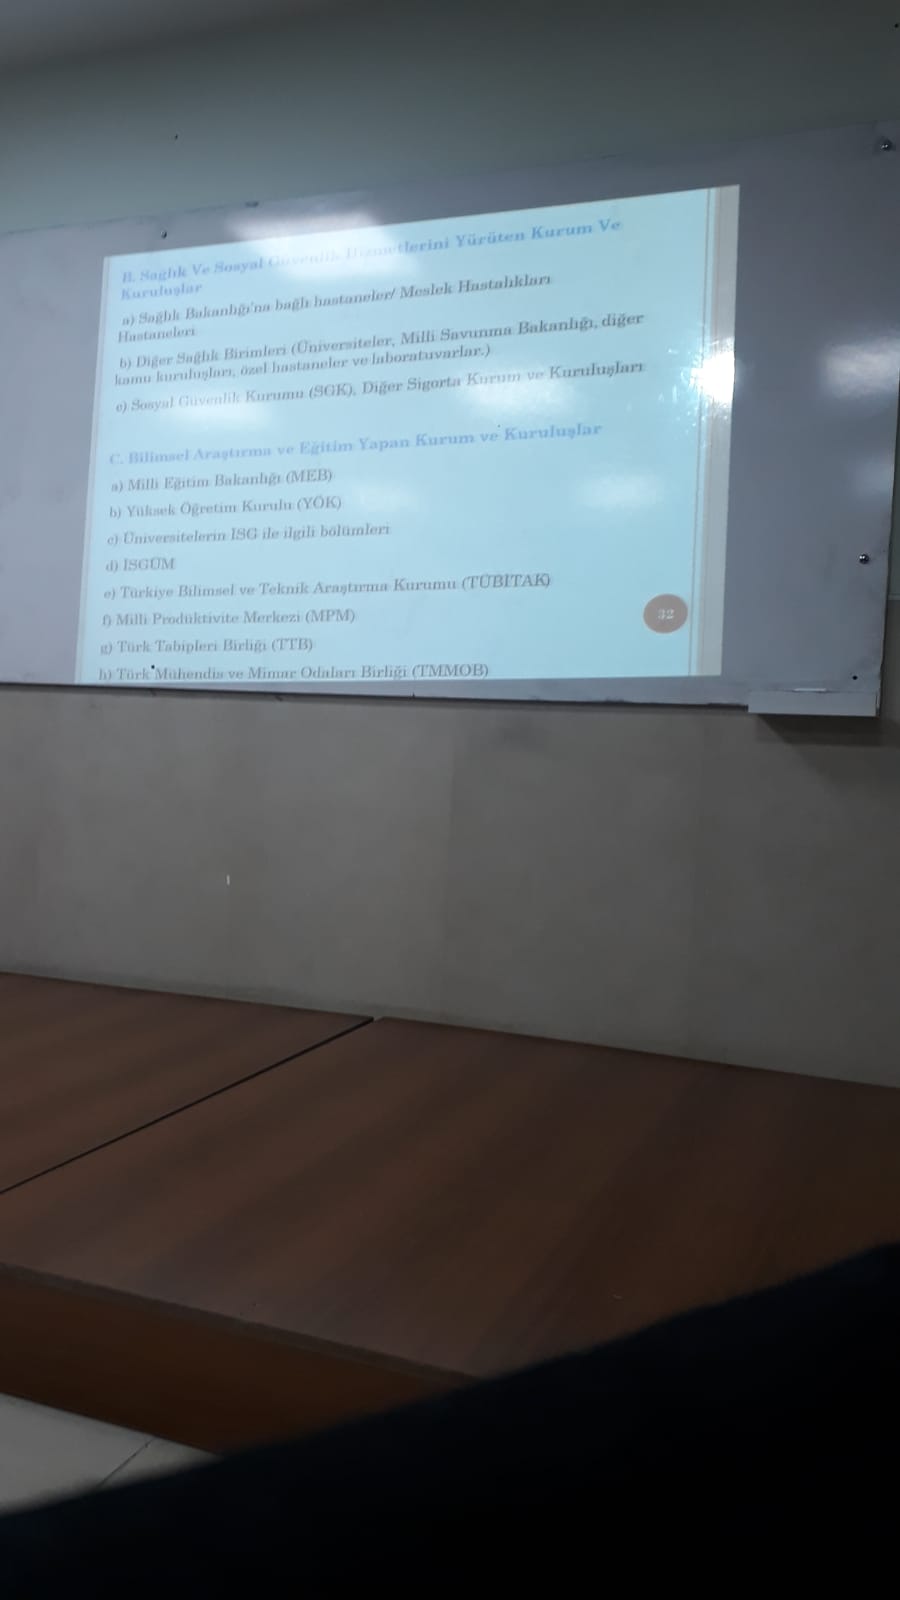 B. Sağlık Ve Sosyal Güvenlik Hizmetlerini Yürüten Kurum Ve
Kuruluşlar
a) Sağlık Bakanlığı'na bağlı hastaneler/ Meslek Hastalıkları
Hastaneleri
b) Diğer Sağlık Birimleri (Üniversiteler, Milli Savunma Bakanlığı, diğer
kamu kuruluşları, özel hastaneler ve laboratuvarlar.)
c) Sosyal Güvenlik Kurumu (SGK), Diğer Sigorta Kurum ve Kuruluşları
C. Bilimsel Araştırma ve Eğitim Yapan Kurum ve Kuruluşlar
a) Milli Eğitim Bakanlığı (MEB)
b) Yüksek Öğretim Kurulu (YÖK)
c) Üniversitelerin İSG ile ilgili bölümleri
d) İSGÜM
e) Türkiye Bilimsel ve Teknik Araştırma Kurumu (TÜBİTAK)
f) Milli Prodüktivite Merkezi (MPM)
32
g) Türk Tabipleri Birliği (TTB)
h) Türk Mühendis ve Mimar Odaları Birliği (TMMOB)